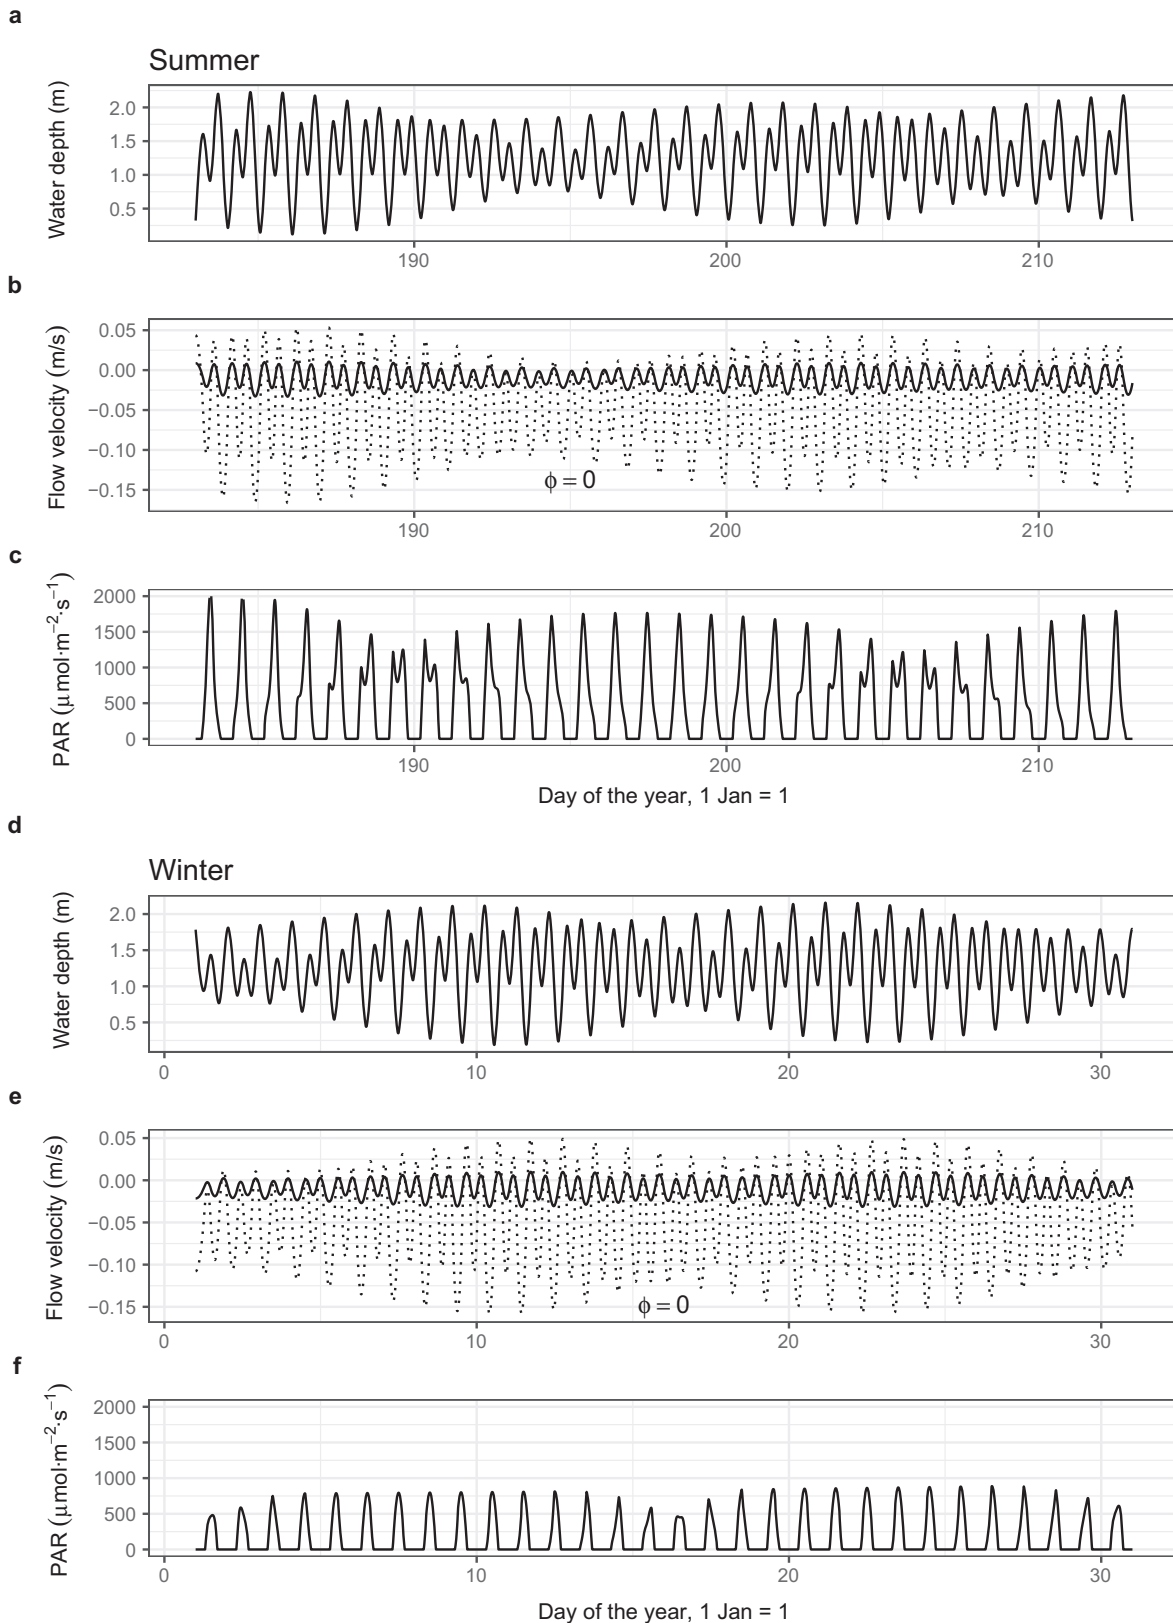 a
Summer
Water depth (m)
2.0
1.5
1.0
0.5
190
200
210
b
Flow velocity (m/s)
0.05
0.00
−0.05
−0.10
−0.15
ϕ = 0
190
200
210
c
PAR (μmol·m⁻²·s⁻¹)
2000
1500
1000
500
0
190
200
210
Day of the year, 1 Jan = 1
d
Winter
Water depth (m)
2.0
1.5
1.0
0.5
0
10
20
30
e
Flow velocity (m/s)
0.05
0.00
−0.05
−0.10
−0.15
ϕ = 0
0
10
20
30
f
PAR (μmol·m⁻²·s⁻¹)
2000
1500
1000
500
0
0
10
20
30
Day of the year, 1 Jan = 1